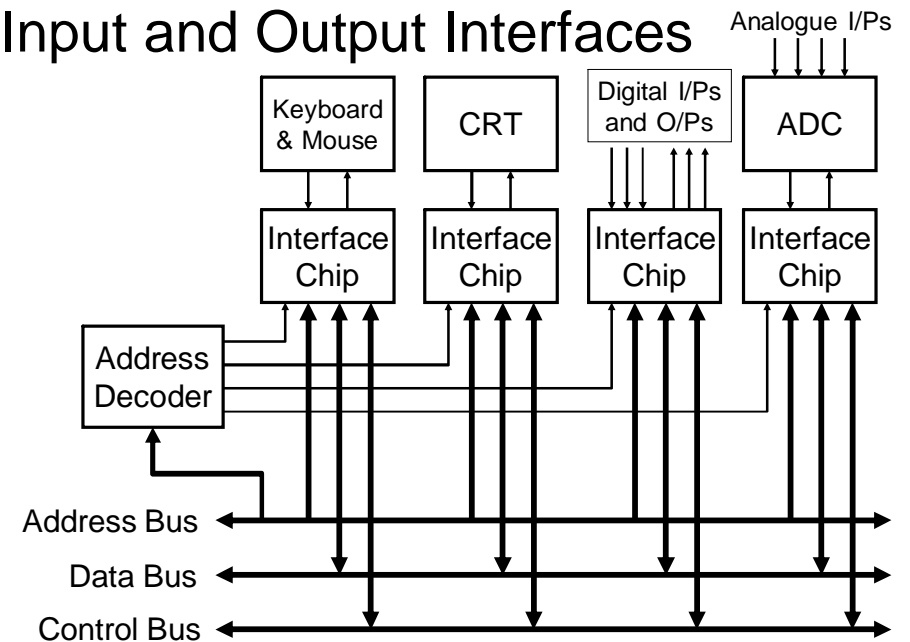 Input and Output Interfaces
Analogue I/Ps
Keyboard
& Mouse
CRT
Digital I/Ps
and O/Ps
ADC
Interface
Chip
Interface
Chip
Interface
Chip
Interface
Chip
Address
Decoder
Address Bus
Data Bus
Control Bus